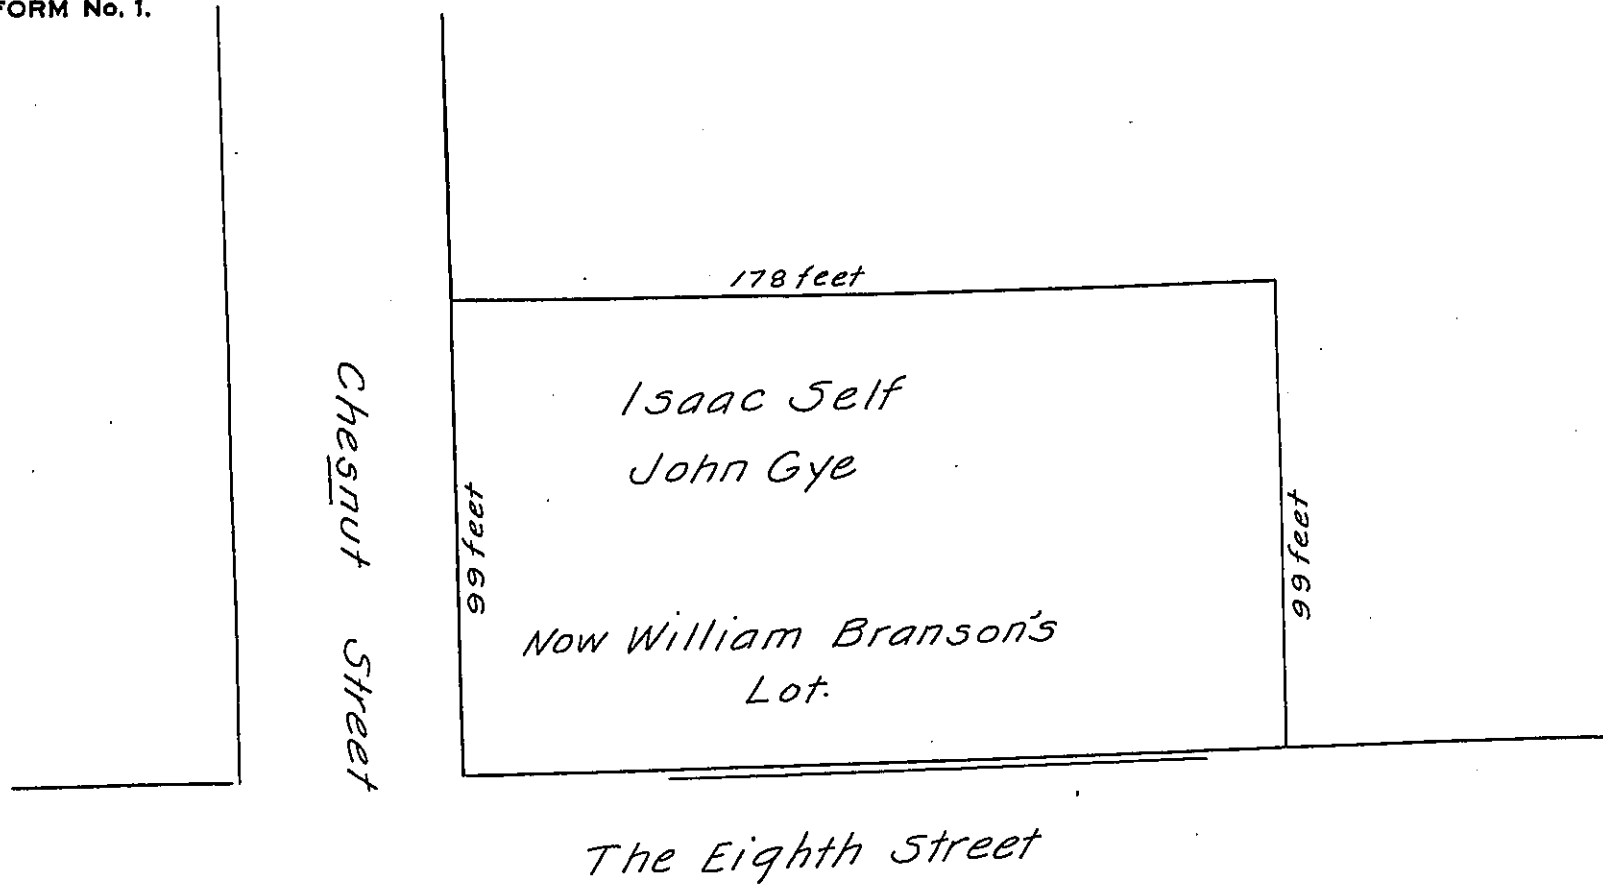 FORM No. 1.
178 feet
Isaac Self
John Gye
Chesnut Street
99 feet
99 feet
Now William Branson's
Lot.
The Eighth Street